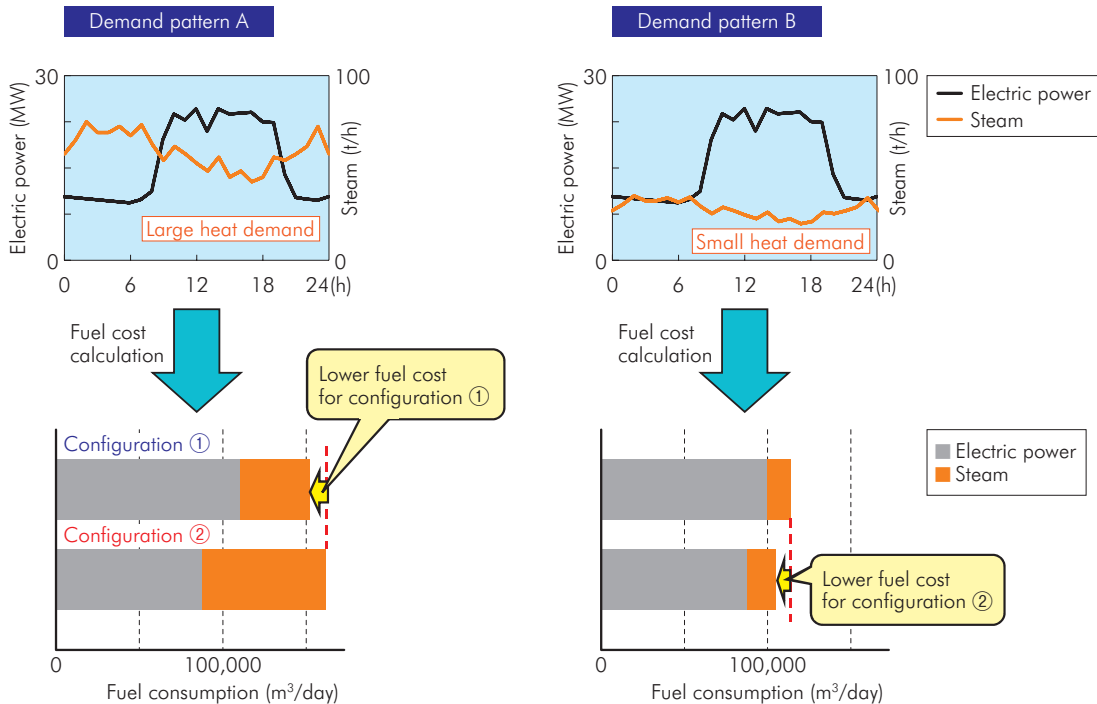 Demand pattern A
Demand pattern B
30
100
Electric power (MW)
Steam (t/h)
Large heat demand
0
0
0
6
12
18
24(h)
30
100
Electric power (MW)
Steam (t/h)
Small heat demand
0
0
0
6
12
18
24(h)
Electric power
Steam
Fuel cost
calculation
Fuel cost
calculation
Lower fuel cost
for configuration ①
Configuration ①
Configuration ②
0
100,000
Fuel consumption (m³/day)
Electric power
Steam
Lower fuel cost
for configuration ②
0
100,000
Fuel consumption (m³/day)